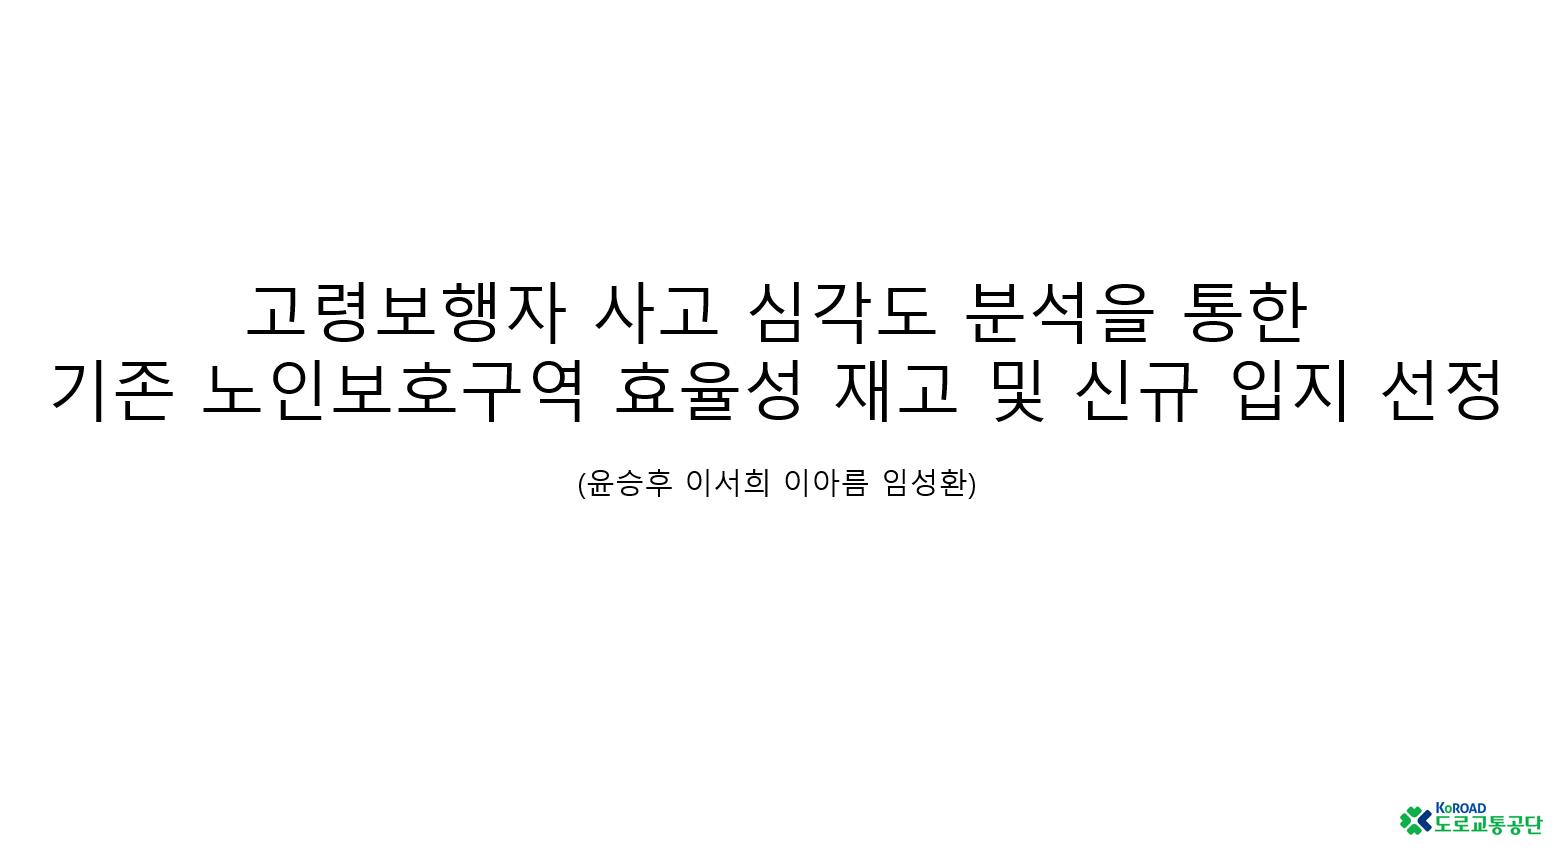 고령보행자 사고 심각도 분석을 통한
기존 노인보호구역 효율성 재고 및 신규 입지 선정
(윤승후 이서희 이아름 임성환)
KoROAD
도로교통공단